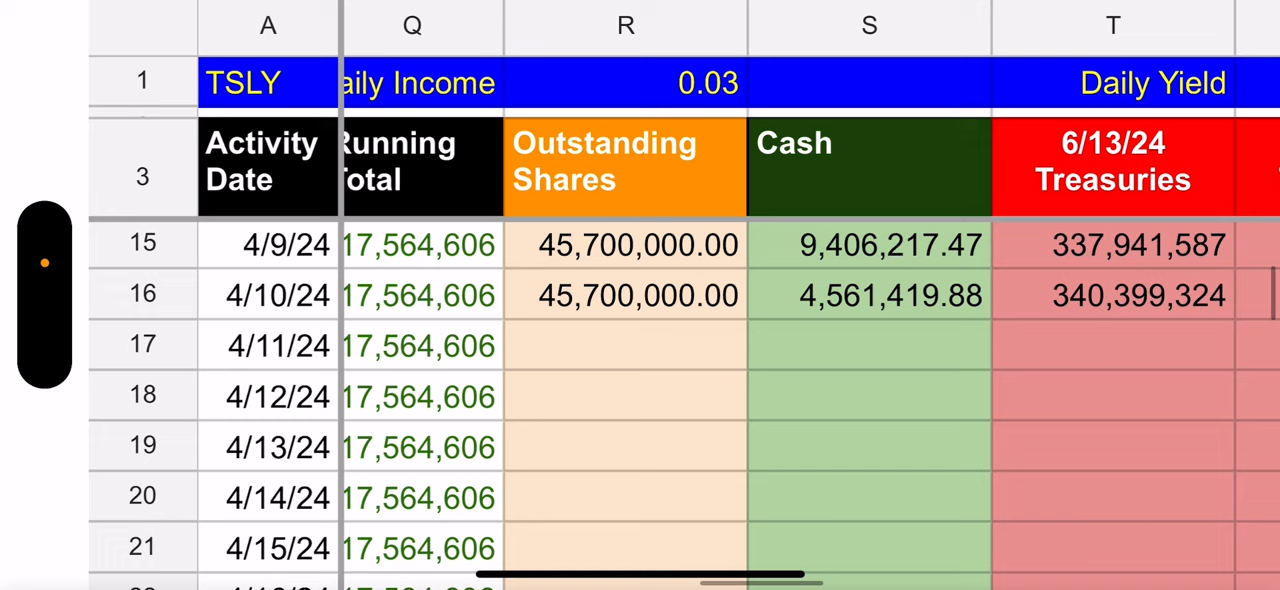 A Q R S T
1 TSLY aily Income 0.03 Daily Yield
3 Activity Date Running Total Outstanding Shares Cash 6/13/24 Treasuries
15 4/9/24 17,564,606 45,700,000.00 9,406,217.47 337,941,587
16 4/10/24 17,564,606 45,700,000.00 4,561,419.88 340,399,324
17 4/11/24 17,564,606
18 4/12/24 17,564,606
19 4/13/24 17,564,606
20 4/14/24 17,564,606
21 4/15/24 17,564,606